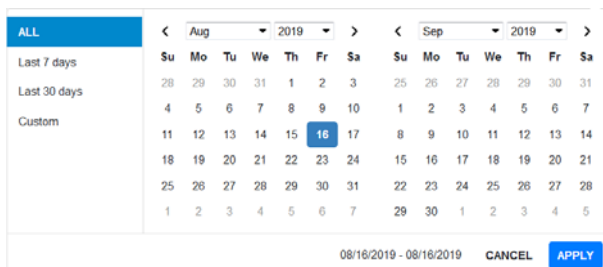 ALL
Last 7 days
Last 30 days
Custom
Aug 2019
Su Mo Tu We Th Fr Sa
28 29 30 31 1 2 3
4 5 6 7 8 9 10
11 12 13 14 15 16 17
18 19 20 21 22 23 24
25 26 27 28 29 30 31
1 2 3 4 5 6 7
Sep 2019
Su Mo Tu We Th Fr Sa
25 26 27 28 29 30 31
1 2 3 4 5 6 7
8 9 10 11 12 13 14
15 16 17 18 19 20 21
22 23 24 25 26 27 28
29 30 1 2 3 4 5
08/16/2019 - 08/16/2019 CANCEL APPLY